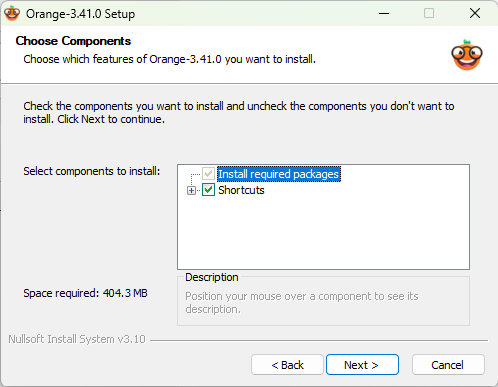 Orange-3.41.0 Setup
Choose Components
Choose which features of Orange-3.41.0 you want to install.
Check the components you want to install and uncheck the components you don't want to
install. Click Next to continue.
Select components to install:
Install required packages
Shortcuts
Space required: 404.3 MB
Description
Position your mouse over a component to see its
description.
Nullsoft Install System v3.10
< Back
Next >
Cancel